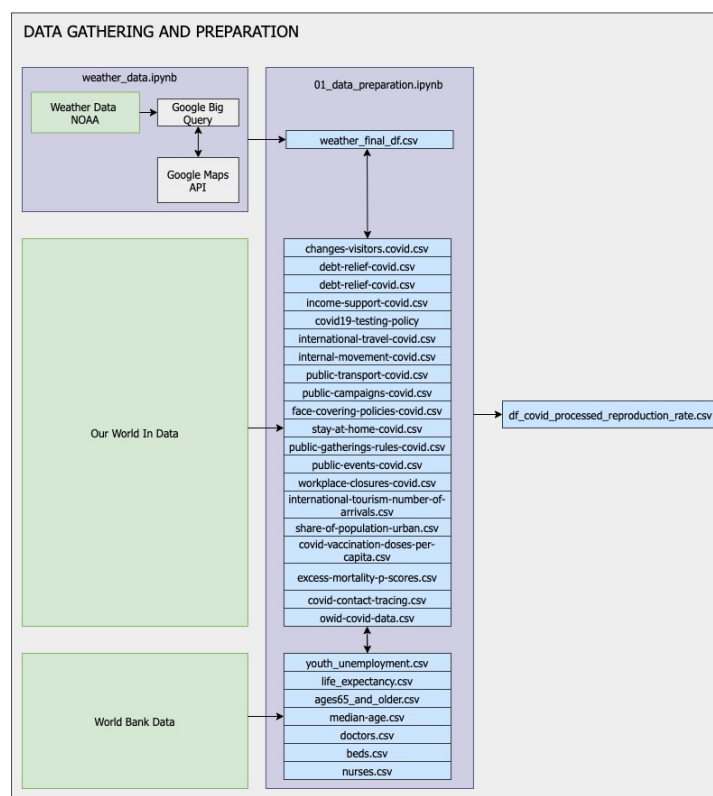 DATA GATHERING AND PREPARATION
weather_data.ipynb
Weather Data
NOAA
Google Big
Query
Google Maps
API
01_data_preparation.ipynb
weather_final_df.csv
Our World In Data
changes-visitors.covid.csv
debt-relief-covid.csv
debt-relief-covid.csv
income-support-covid.csv
covid19-testing-policy
international-travel-covid.csv
internal-movement-covid.csv
public-transport-covid.csv
public-campaigns-covid.csv
face-covering-policies-covid.csv
stay-at-home-covid.csv
public-gatherings-rules-covid.csv
public-events-covid.csv
workplace-closures-covid.csv
international-tourism-number-of-
arrivals.csv
share-of-population-urban.csv
covid-vaccination-doses-per-
capita.csv
excess-mortality-p-scores.csv
covid-contact-tracing.csv
owid-covid-data.csv
World Bank Data
youth_unemployment.csv
life_expectancy.csv
ages65_and_older.csv
median-age.csv
doctors.csv
beds.csv
nurses.csv
df_covid_processed_reproduction_rate.csv